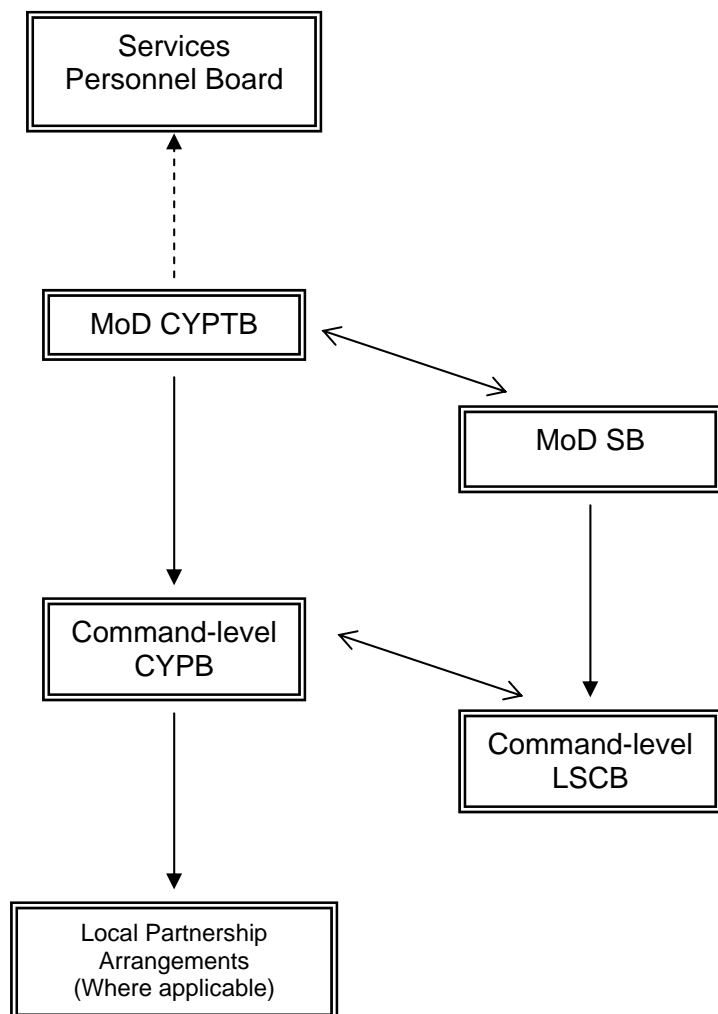 Services
Personnel Board
MoD CYPTB
MoD SB
Command-level
CYPB
Command-level
LSCB
Local Partnership
Arrangements
(Where applicable)